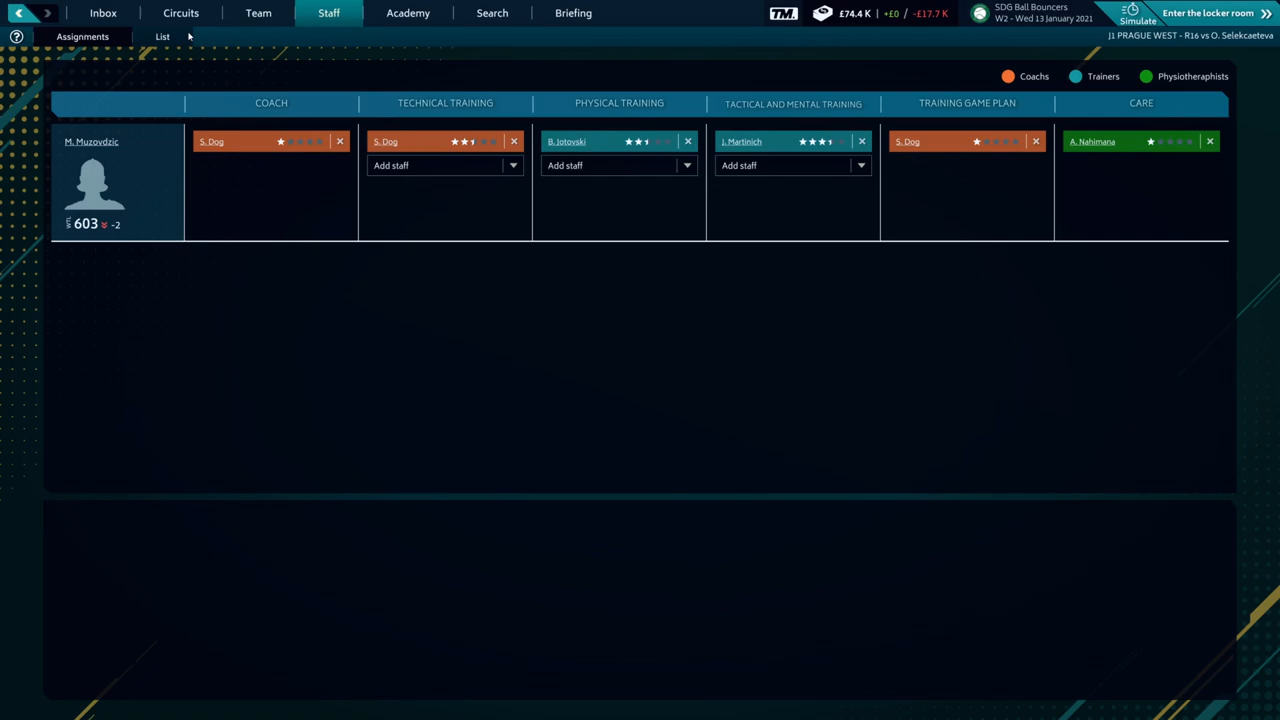 Inbox
Circuits
Team
Staff
Academy
Search
Briefing
TM.
£74.4 K | +£0 / -£17.7 K
SDG Ball Bouncers
W2 - Wed 13 January 2021
Simulate
Enter the locker room
?
Assignments
List
J1 PRAGUE WEST - R16 vs O. Selekcaeteva
Coachs
Trainers
Physiotheraphists
COACH
TECHNICAL TRAINING
PHYSICAL TRAINING
TACTICAL AND MENTAL TRAINING
TRAINING GAME PLAN
CARE
M. Muzovdzic
S. Dog
S. Dog
B. Jotovski
J. Martinich
S. Dog
A. Nahimana
Add staff
Add staff
Add staff
WTL 603 -2